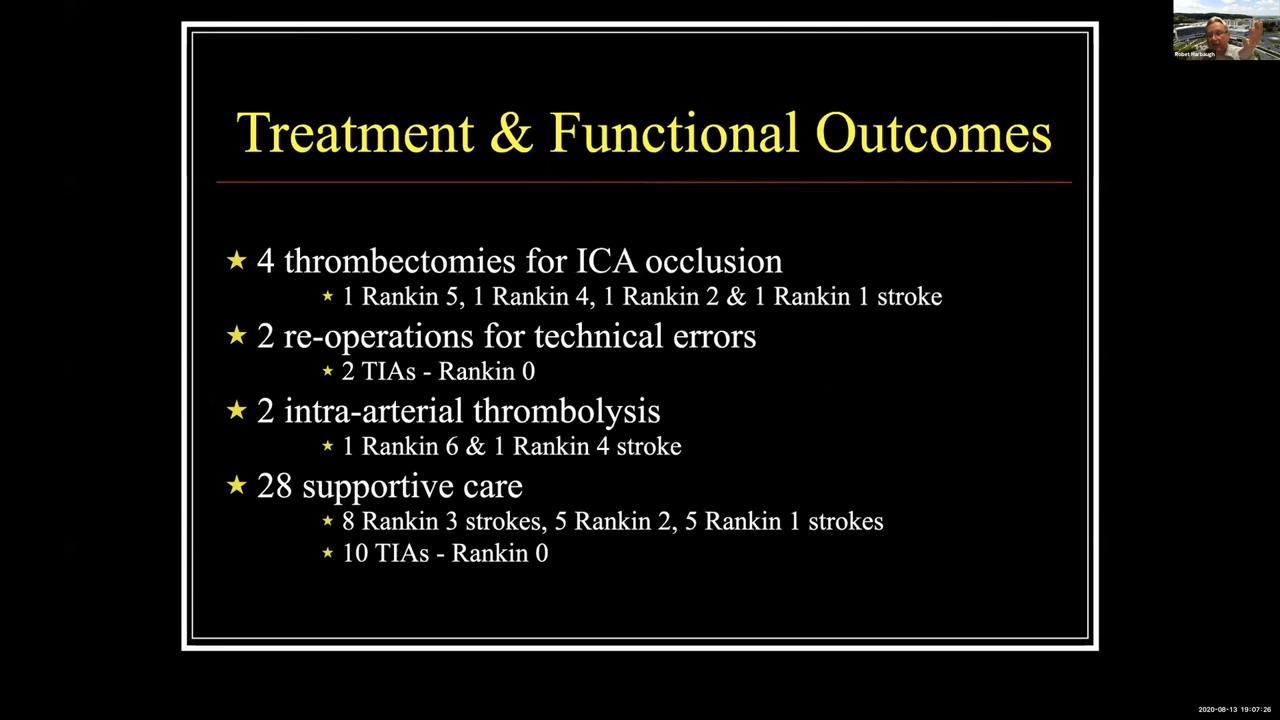 Robet Harbaugh
Treatment & Functional Outcomes
4 thrombectomies for ICA occlusion
1 Rankin 5, 1 Rankin 4, 1 Rankin 2 & 1 Rankin 1 stroke
2 re-operations for technical errors
2 TIAs - Rankin 0
2 intra-arterial thrombolysis
1 Rankin 6 & 1 Rankin 4 stroke
28 supportive care
8 Rankin 3 strokes, 5 Rankin 2, 5 Rankin 1 strokes
10 TIAs - Rankin 0
2020-08-13 19:07:26